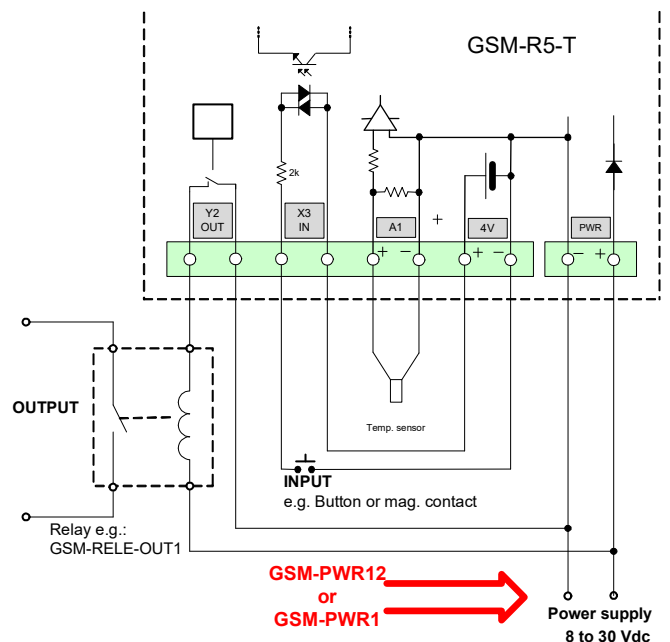 GSM-R5-T
2k
Y2
OUT
X3
IN
A1
+
4V
PWR
+ −
+ −
− +
OUTPUT
Temp. sensor
INPUT
e.g. Button or mag. contact
Relay e.g.:
GSM-RELE-OUT1
GSM-PWR12
or
GSM-PWR1
Power supply
8 to 30 Vdc